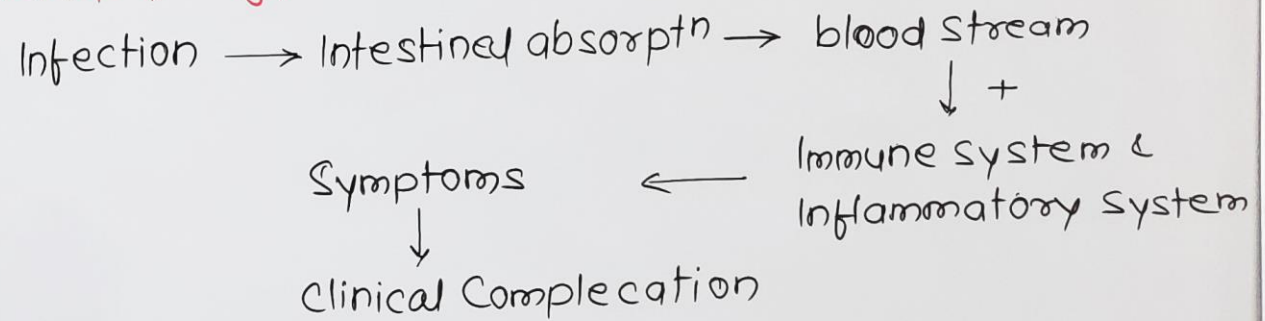 Infection → Intestinal absorptn → blood stream
↓ +
Immune system &
Symptoms ←
Inflammatory system
↓
Clinical Complecation